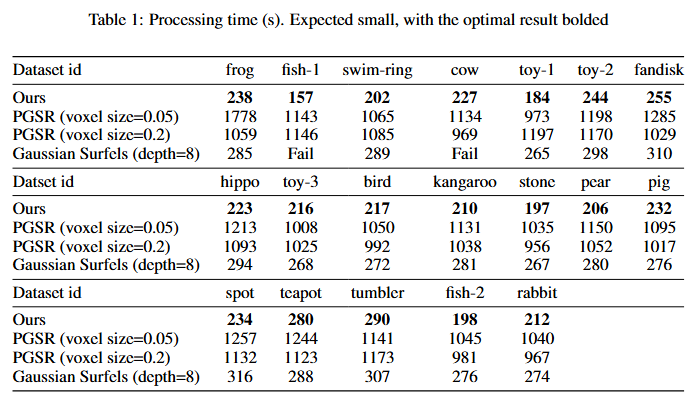 Table 1: Processing time (s). Expected small, with the optimal result bolded
Dataset id frog fish-1 swim-ring cow toy-1 toy-2 fandisk
Ours 238 157 202 227 184 244 255
PGSR (voxel size=0.05) 1778 1143 1065 1134 973 1198 1285
PGSR (voxel size=0.2) 1059 1146 1085 969 1197 1170 1029
Gaussian Surfels (depth=8) 285 Fail 289 Fail 265 298 310
Datset id hippo toy-3 bird kangaroo stone pear pig
Ours 223 216 217 210 197 206 232
PGSR (voxel size=0.05) 1213 1008 1050 1131 1035 1150 1095
PGSR (voxel size=0.2) 1093 1025 992 1038 956 1052 1017
Gaussian Surfels (depth=8) 294 268 272 281 267 280 276
Dataset id spot teapot tumbler fish-2 rabbit
Ours 234 280 290 198 212
PGSR (voxel size=0.05) 1257 1244 1141 1045 1040
PGSR (voxel size=0.2) 1132 1123 1173 981 967
Gaussian Surfels (depth=8) 316 288 307 276 274